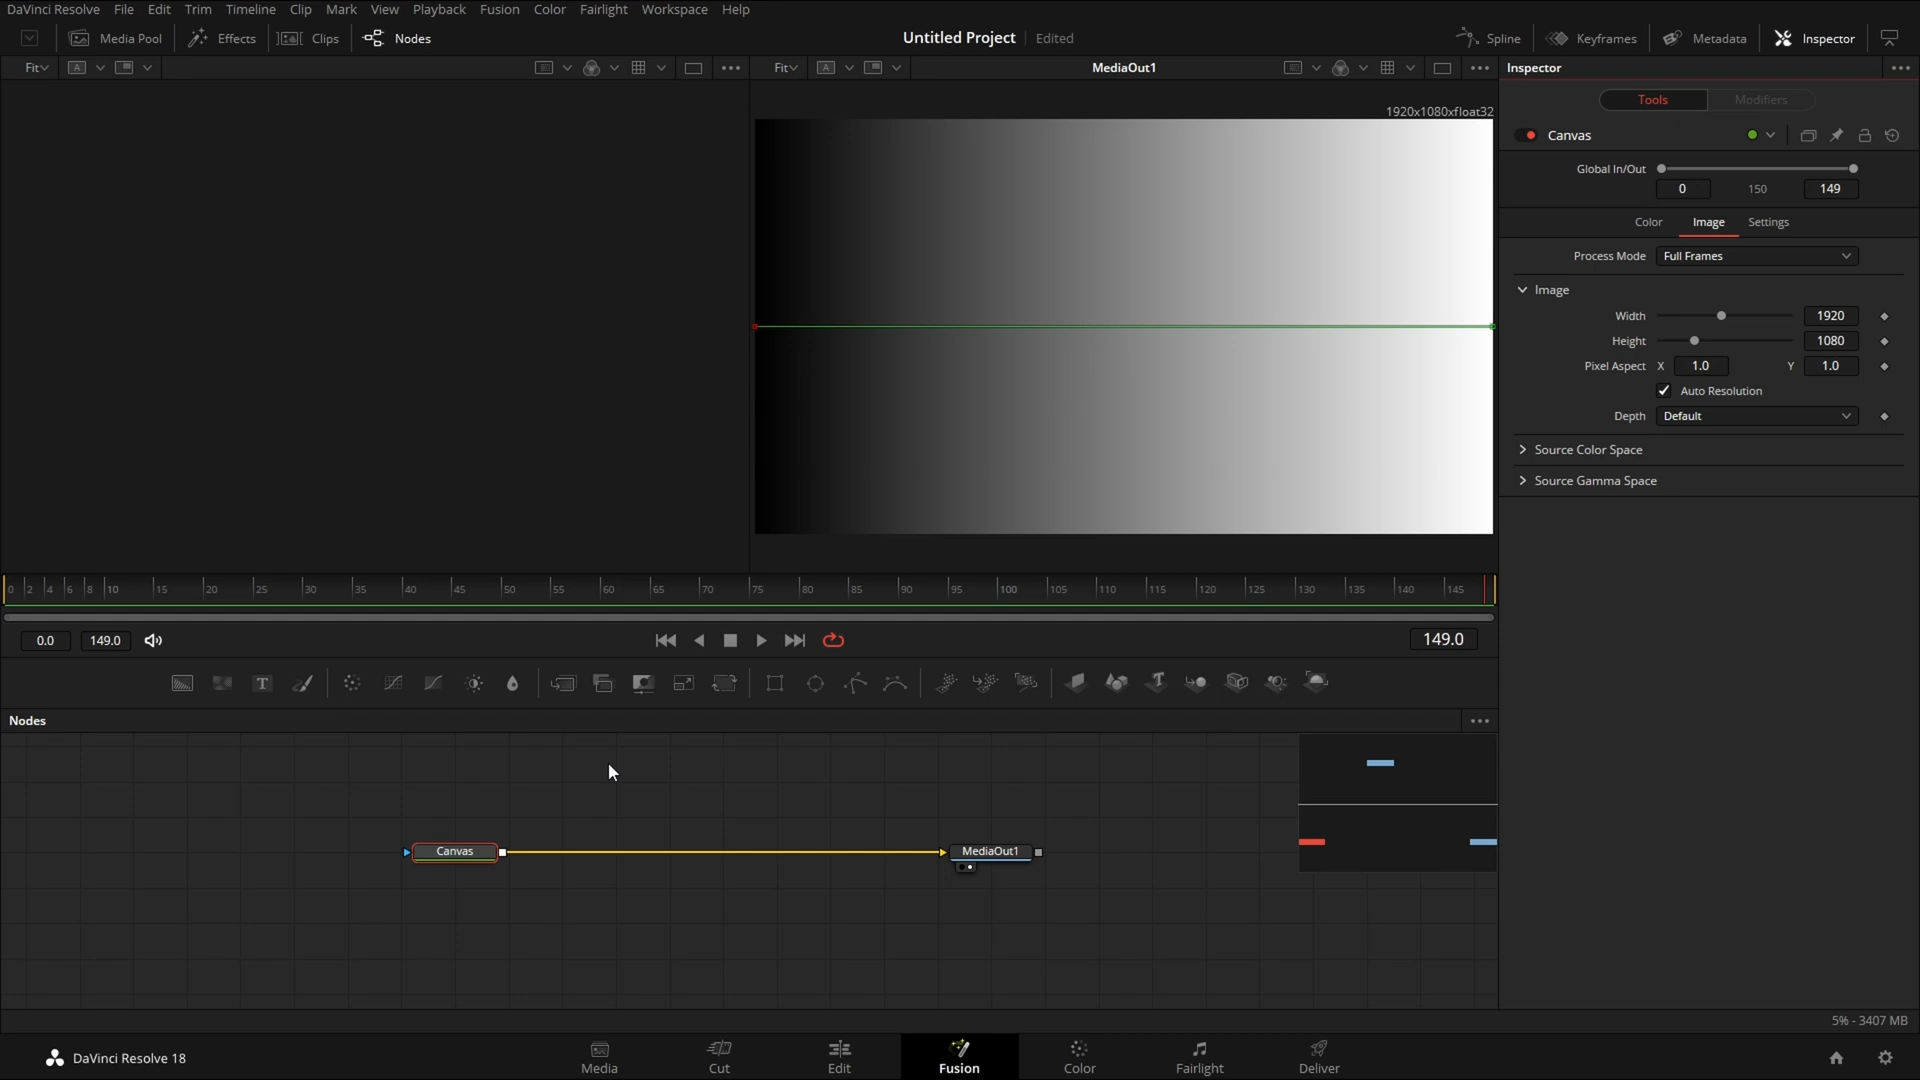 DaVinci Resolve File Edit Trim Timeline Clip Mark View Playback Fusion Color Fairlight Workspace Help
Media Pool Effects Clips Nodes Untitled Project Edited Spline Keyframes Metadata Inspector
Fit A Fit A MediaOut1 Inspector
Tools Modifiers
1920x1080xfloat32
Canvas
Global In/Out
0 150 149
Color Image Settings
Process Mode Full Frames
Image
Width 1920
Height 1080
Pixel Aspect X 1.0 Y 1.0
Auto Resolution
Depth Default
Source Color Space
Source Gamma Space
0 2 4 6 8 10 15 20 25 30 35 40 45 50 55 60 65 70 75 80 85 90 95 100 105 110 115 120 125 130 135 140 145
0.0 149.0 149.0
T
Nodes
Canvas MediaOut1
5% - 3407 MB
DaVinci Resolve 18 Media Cut Edit Fusion Color Fairlight Deliver